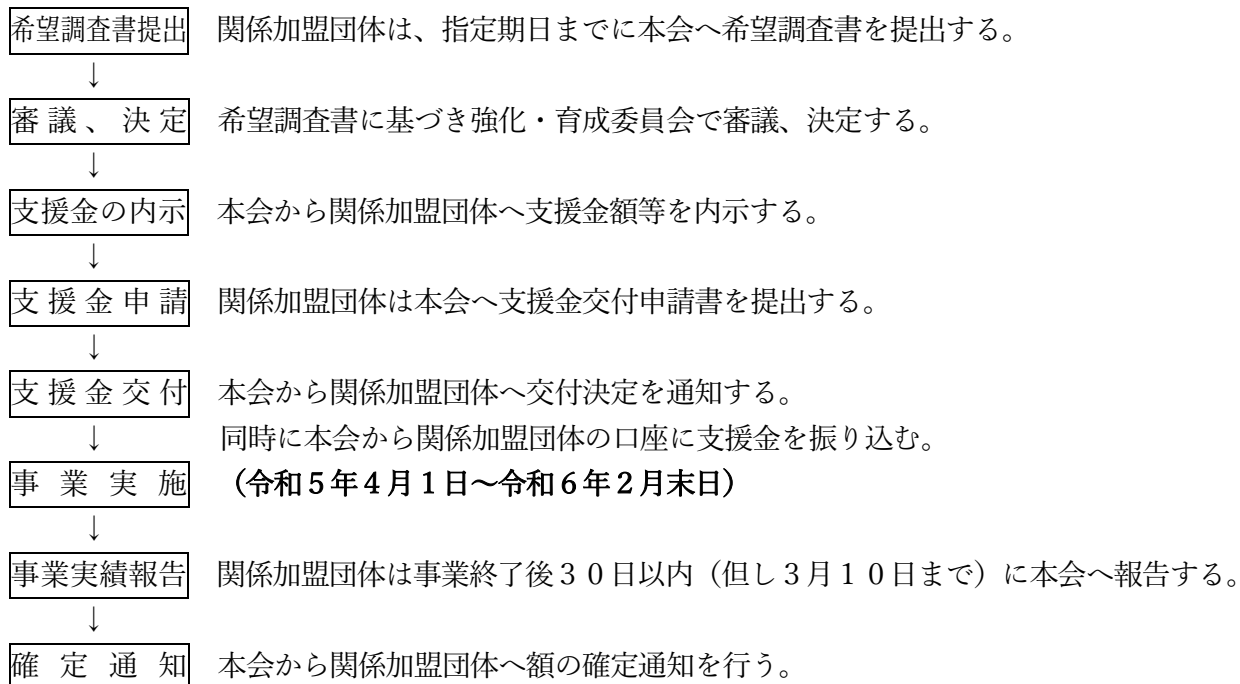 希望調査書提出 関係加盟団体は、指定期日までに本会へ希望調査書を提出する。
↓
審議、決定 希望調査書に基づき強化・育成委員会で審議、決定する。
↓
支援金の内示 本会から関係加盟団体へ支援金額等を内示する。
↓
支援金申請 関係加盟団体は本会へ支援金交付申請書を提出する。
↓
支援金交付 本会から関係加盟団体へ交付決定を通知する。
↓ 同時に本会から関係加盟団体の口座に支援金を振り込む。
事業実施 （令和５年４月１日～令和６年２月末日）
↓
事業実績報告 関係加盟団体は事業終了後３０日以内（但し３月１０日まで）に本会へ報告する。
↓
確定通知 本会から関係加盟団体へ額の確定通知を行う。